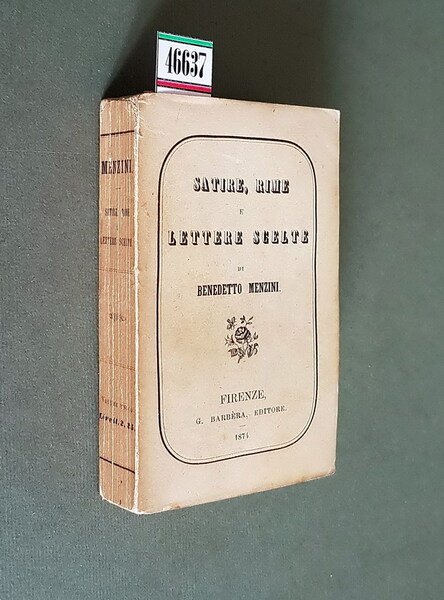 46637
SATIRE, RIME
E
LETTERE SCELTE
DI
BENEDETTO MENZINI.
FIRENZE,
G. BARBÈRA, EDITORE.
1874
MENZINI.
SATIRE, RIME
E
LETTERE SCELTE